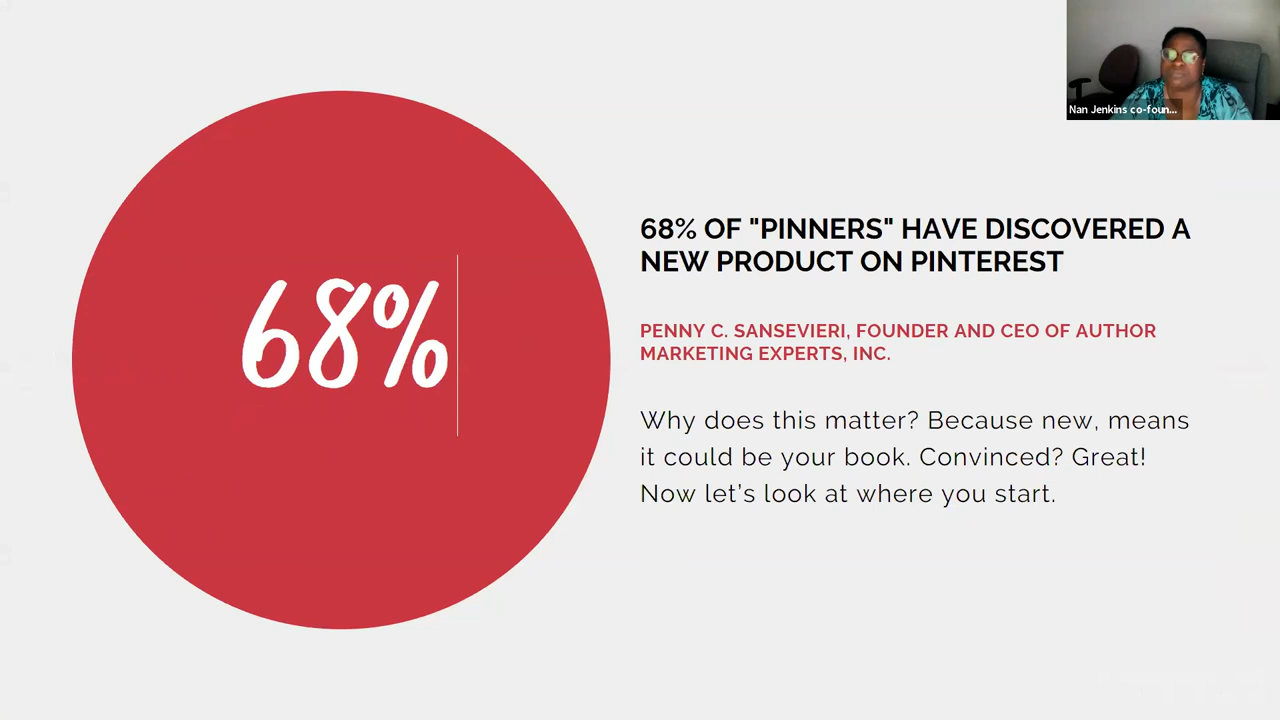 Nan Jenkins co-foun...
68%
68% OF "PINNERS" HAVE DISCOVERED A
NEW PRODUCT ON PINTEREST
PENNY C. SANSEVIERI, FOUNDER AND CEO OF AUTHOR
MARKETING EXPERTS, INC.
Why does this matter? Because new, means
it could be your book. Convinced? Great!
Now let’s look at where you start.